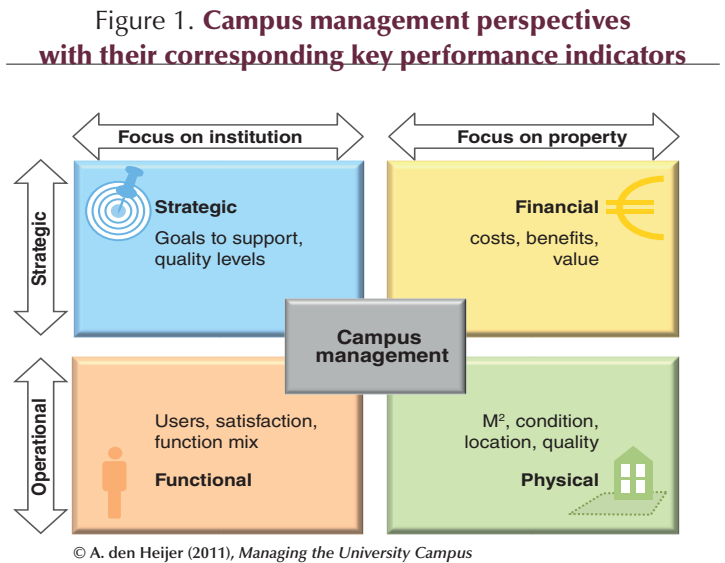 Figure 1. Campus management perspectives
with their corresponding key performance indicators
Focus on institution
Focus on property
Strategic
Strategic
Goals to support,
quality levels
Financial
costs, benefits,
value
Campus
management
Operational
Users, satisfaction,
function mix
Functional
M², condition,
location, quality
Physical
© A. den Heijer (2011), Managing the University Campus